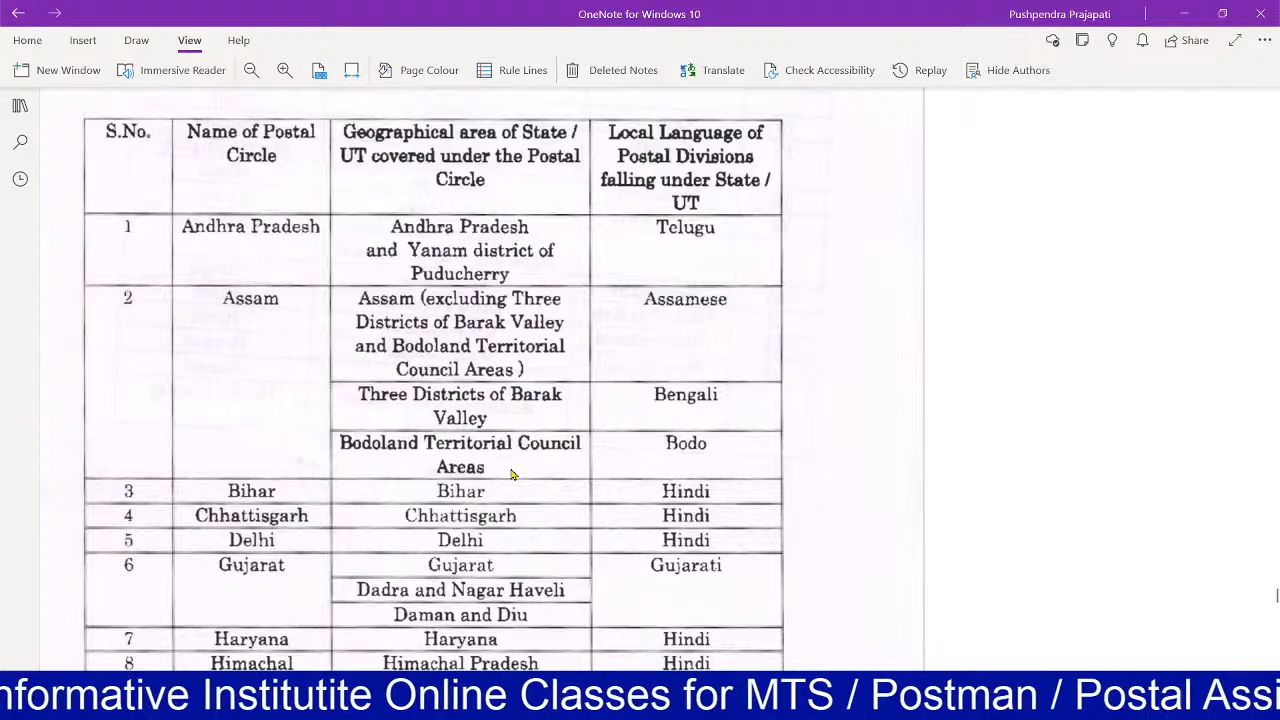 OneNote for Windows 10
Pushpendra Prajapati
Home Insert Draw View Help
Share
New Window Immersive Reader Page Colour Rule Lines Deleted Notes Translate Check Accessibility Replay Hide Authors
S.No. Name of Postal Circle Geographical area of State / UT covered under the Postal Circle Local Language of Postal Divisions falling under State / UT
1 Andhra Pradesh Andhra Pradesh and Yanam district of Puducherry Telugu
2 Assam Assam (excluding Three Districts of Barak Valley and Bodoland Territorial Council Areas ) Assamese
Three Districts of Barak Valley Bengali
Bodoland Territorial Council Areas Bodo
3 Bihar Bihar Hindi
4 Chhattisgarh Chhattisgarh Hindi
5 Delhi Delhi Hindi
6 Gujarat Gujarat Gujarati
Dadra and Nagar Haveli
Daman and Diu
7 Haryana Haryana Hindi
8 Himachal Himachal Pradesh Hindi
nformative Institutite Online Classes for MTS / Postman / Postal Assi